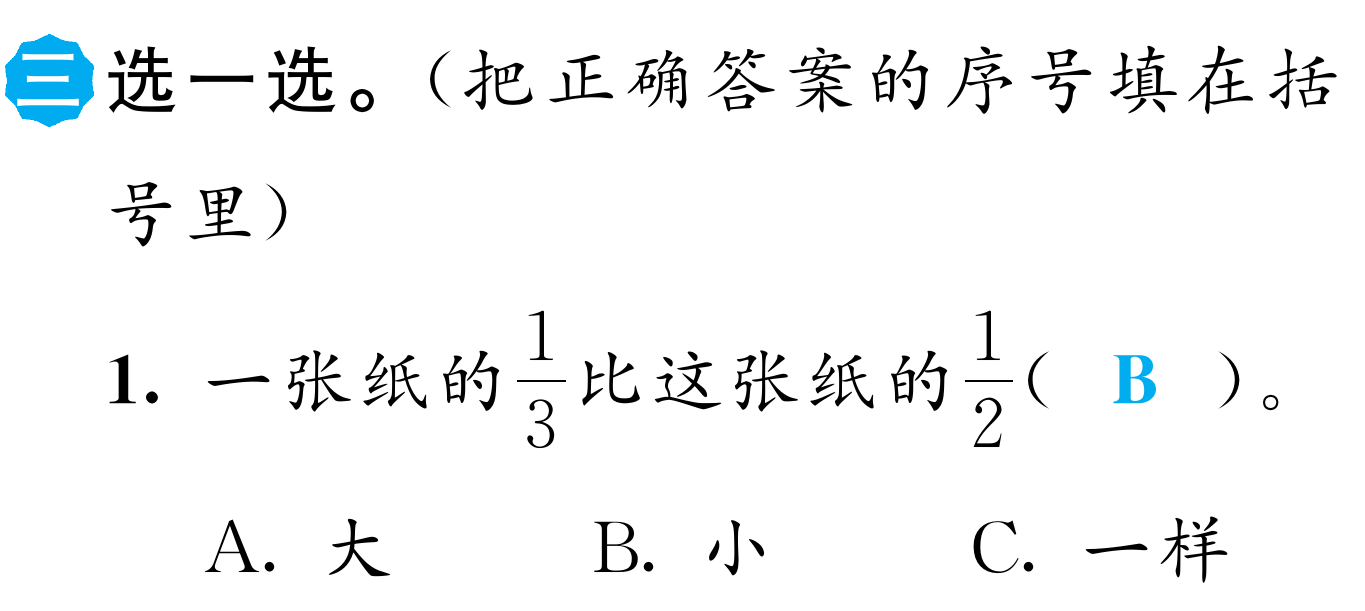 三 选一选。（把正确答案的序号填在括
号里）
1. 一张纸的1/3比这张纸的1/2( B )。
A. 大 B. 小 C. 一样